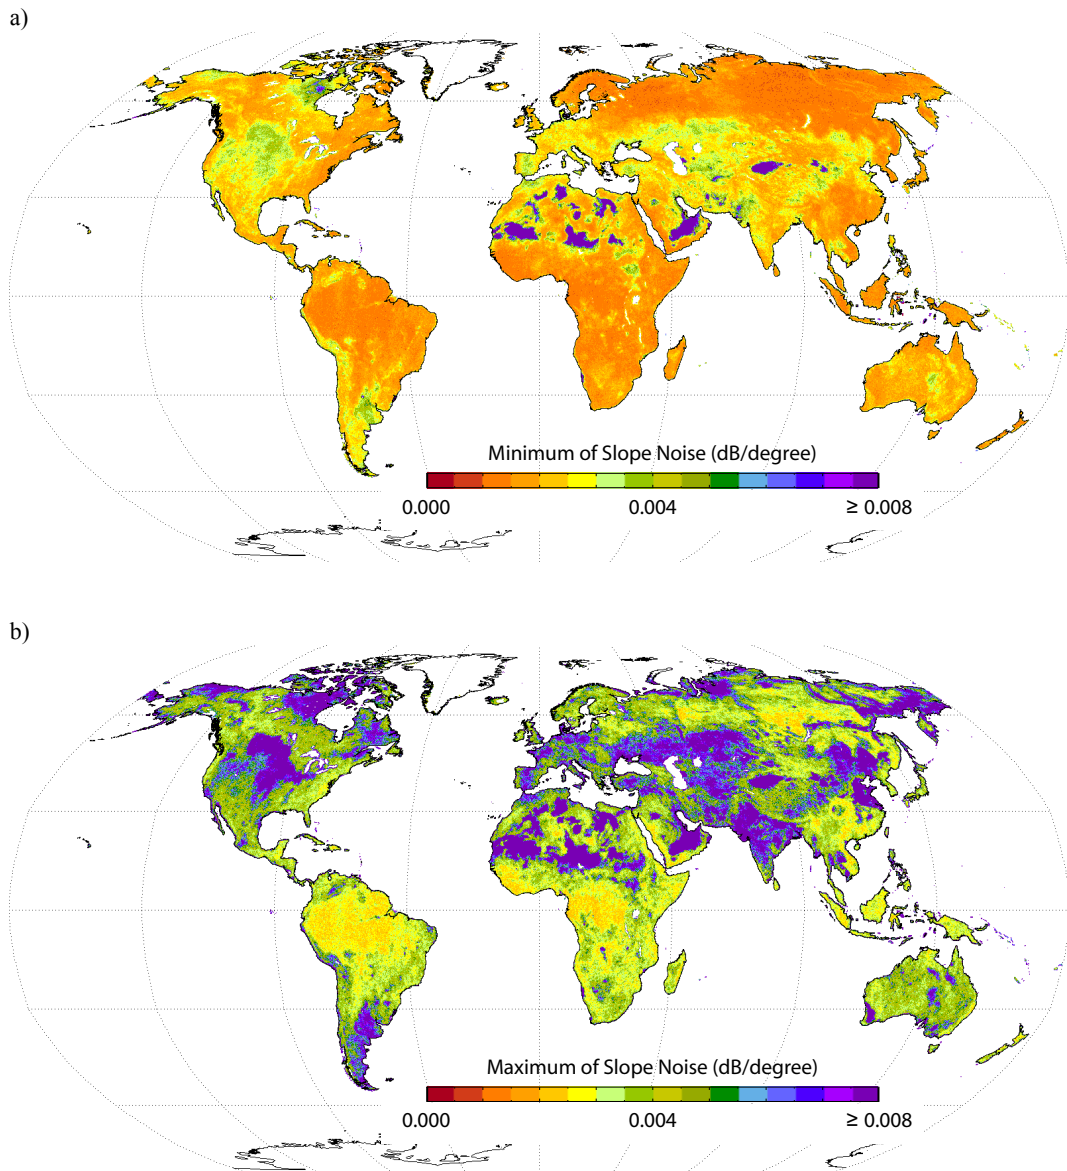 a)
Minimum of Slope Noise (dB/degree)
0.000 0.004 ≥ 0.008
b)
Maximum of Slope Noise (dB/degree)
0.000 0.004 ≥ 0.008